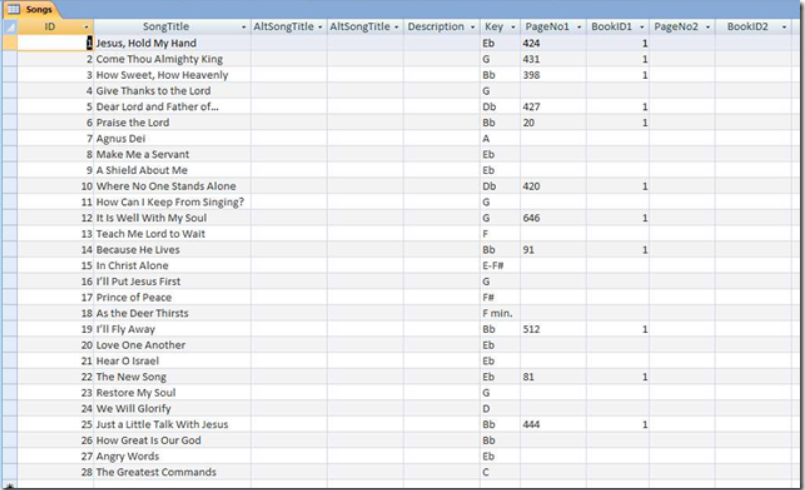 Songs
ID SongTitle AltSongTitle AltSongTitle Description Key PageNo1 BookID1 PageNo2 BookID2
1 Jesus, Hold My Hand Eb 424 1
2 Come Thou Almighty King G 431 1
3 How Sweet, How Heavenly Bb 398 1
4 Give Thanks to the Lord G
5 Dear Lord and Father of... Db 427 1
6 Praise the Lord Bb 20 1
7 Agnus Dei A
8 Make Me a Servant Eb
9 A Shield About Me Eb
10 Where No One Stands Alone Db 420 1
11 How Can I Keep From Singing? G
12 It Is Well With My Soul G 646 1
13 Teach Me Lord to Wait F
14 Because He Lives Bb 91 1
15 In Christ Alone E-F#
16 I'll Put Jesus First G
17 Prince of Peace F#
18 As the Deer Thirsts F min.
19 I'll Fly Away Bb 512 1
20 Love One Another Eb
21 Hear O Israel Eb
22 The New Song Eb 81 1
23 Restore My Soul G
24 We Will Glorify D
25 Just a Little Talk With Jesus Bb 444 1
26 How Great Is Our God Bb
27 Angry Words Eb
28 The Greatest Commands C